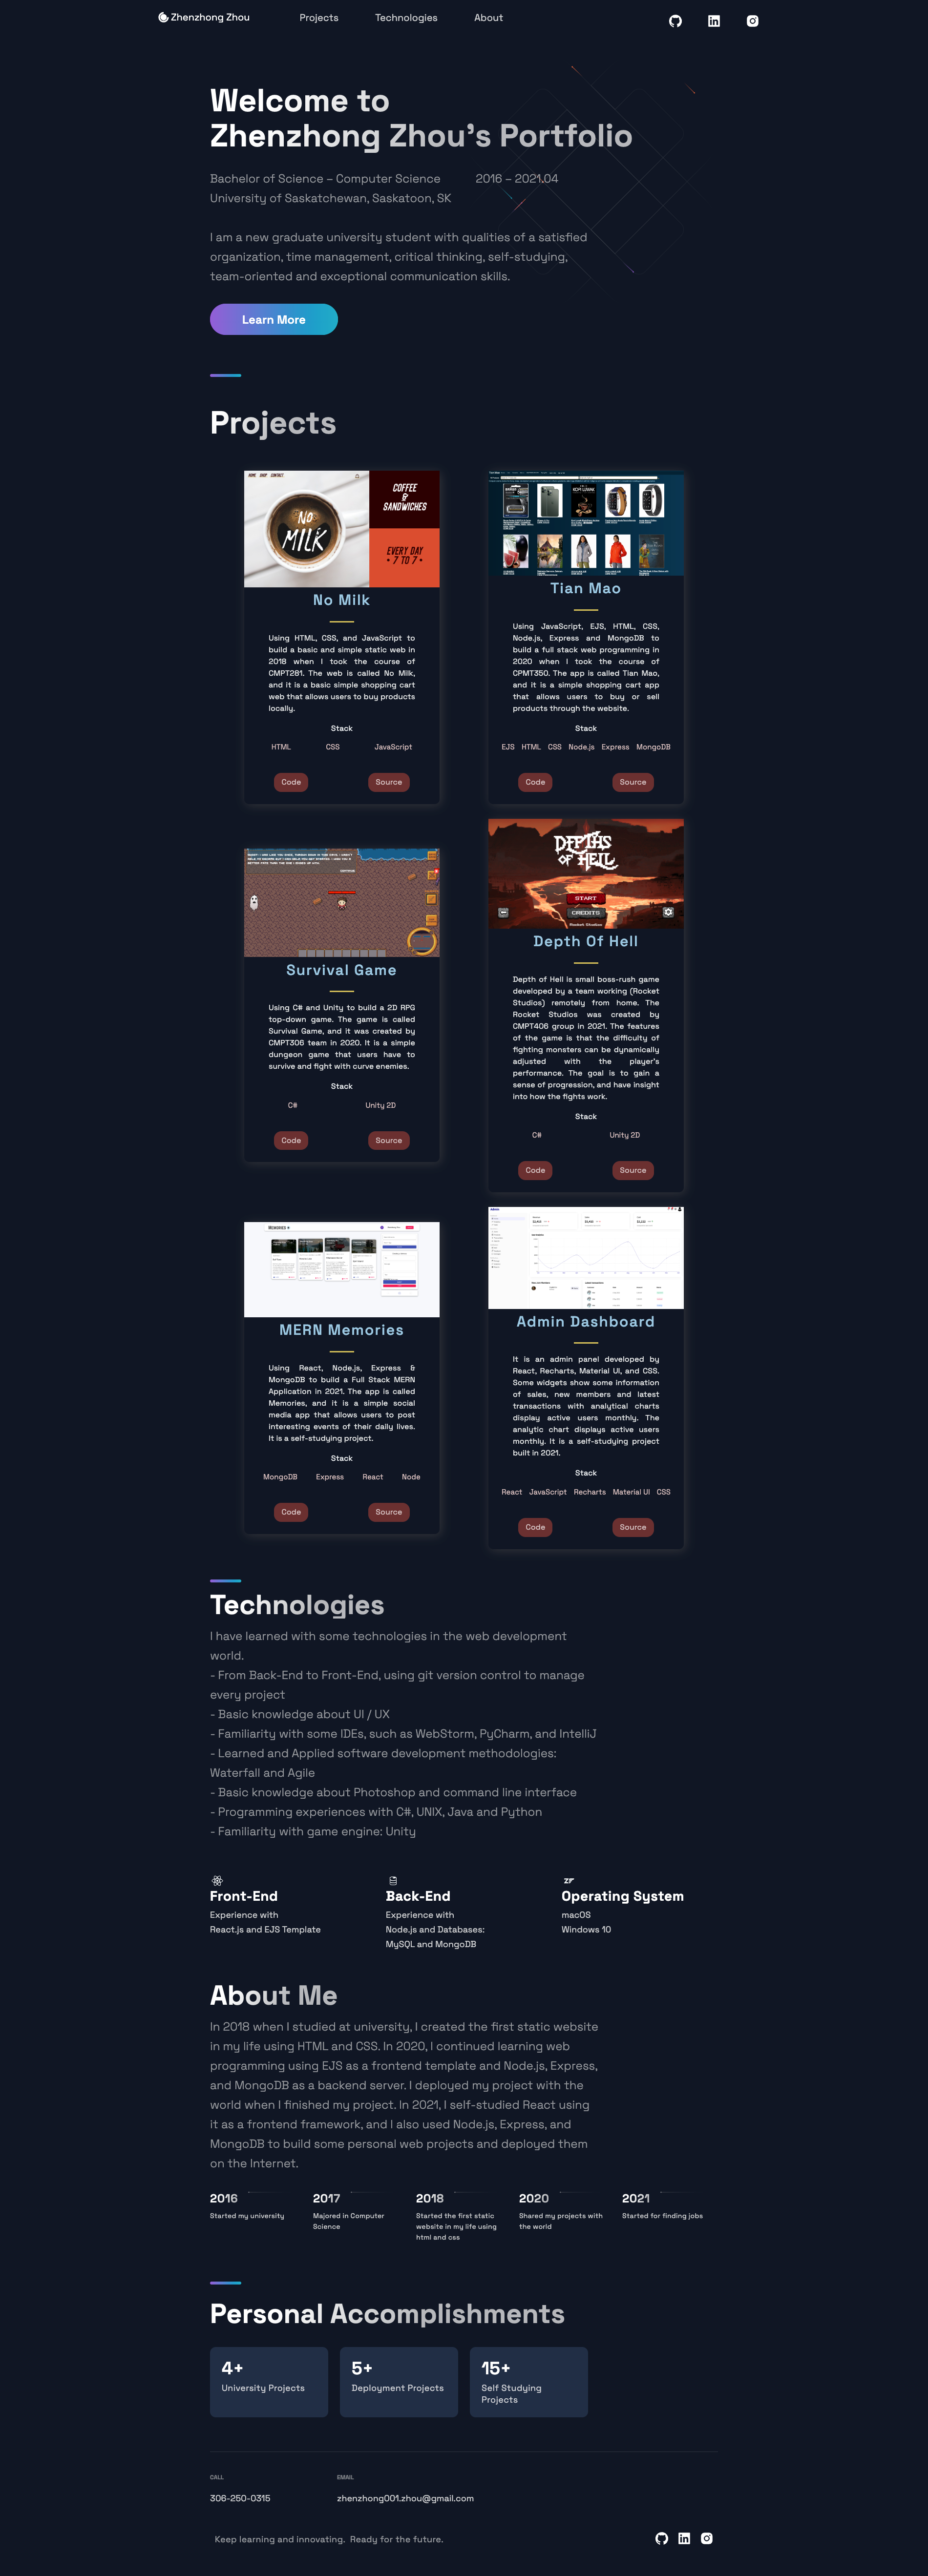 Zhenzhong Zhou
Projects
Technologies
About
Welcome to
Zhenzhong Zhou's Portfolio
Bachelor of Science – Computer Science 2016 – 2021.04
University of Saskatchewan, Saskatoon, SK
I am a new graduate university student with qualities of a satisfied
organization, time management, critical thinking, self-studying,
team-oriented and exceptional communication skills.
Learn More
Projects
HOME SHOP CONTACT
NO
MILK
COFFEE
&
SANDWICHES
EVERY DAY
• 7 TO 7 •
No Milk
Using HTML, CSS, and JavaScript to
build a basic and simple static web in
2018 when I took the course of
CMPT281. The web is called No Milk,
and it is a basic simple shopping cart
web that allows users to buy products
locally.
Stack
HTML CSS JavaScript
Code Source
Tian Mao
Using JavaScript, EJS, HTML, CSS,
Node.js, Express and MongoDB to
build a full stack web programming in
2020 when I took the course of
CPMT350. The app is called Tian Mao,
and it is a simple shopping cart app
that allows users to buy or sell
products through the website.
Stack
EJS HTML CSS Node.js Express MongoDB
Code Source
Survival Game
Using C# and Unity to build a 2D RPG
top-down game. The game is called
Survival Game, and it was created by
CMPT306 team in 2020. It is a simple
dungeon game that users have to
survive and fight with curve enemies.
Stack
C# Unity 2D
Code Source
DEPTHS
OF HELL
START
CREDITS
Rocket Studios
Depth Of Hell
Depth of Hell is small boss-rush game
developed by a team working (Rocket
Studios) remotely from home. The
Rocket Studios was created by
CMPT406 group in 2021. The features
of the game is that the difficulty of
fighting monsters can be dynamically
adjusted with the player's
performance. The goal is to gain a
sense of progression, and have insight
into how the fights work.
Stack
C# Unity 2D
Code Source
MEMORIES
MERN Memories
Using React, Node.js, Express &
MongoDB to build a Full Stack MERN
Application in 2021. The app is called
Memories, and it is a simple social
media app that allows users to post
interesting events of their daily lives.
It is a self-studying project.
Stack
MongoDB Express React Node
Code Source
Admin
Admin Dashboard
It is an admin panel developed by
React, Recharts, Material UI, and CSS.
Some widgets show some information
of sales, new members and latest
transactions with analytical charts
display active users monthly. The
analytic chart displays active users
monthly. It is a self-studying project
built in 2021.
Stack
React JavaScript Recharts Material UI CSS
Code Source
Technologies
I have learned with some technologies in the web development
world.
- From Back-End to Front-End, using git version control to manage
every project
- Basic knowledge about UI / UX
- Familiarity with some IDEs, such as WebStorm, PyCharm, and IntelliJ
- Learned and Applied software development methodologies:
Waterfall and Agile
- Basic knowledge about Photoshop and command line interface
- Programming experiences with C#, UNIX, Java and Python
- Familiarity with game engine: Unity
Front-End
Experience with
React.js and EJS Template
Back-End
Experience with
Node.js and Databases:
MySQL and MongoDB
Operating System
macOS
Windows 10
About Me
In 2018 when I studied at university, I created the first static website
in my life using HTML and CSS. In 2020, I continued learning web
programming using EJS as a frontend template and Node.js, Express,
and MongoDB as a backend server. I deployed my project with the
world when I finished my project. In 2021, I self-studied React using
it as a frontend framework, and I also used Node.js, Express, and
MongoDB to build some personal web projects and deployed them
on the Internet.
2016
Started my university
2017
Majored in Computer
Science
2018
Started the first static
website in my life using
html and css
2020
Shared my projects with
the world
2021
Started for finding jobs
Personal Accomplishments
4+
University Projects
5+
Deployment Projects
15+
Self Studying
Projects
CALL
306-250-0315
EMAIL
zhenzhong001.zhou@gmail.com
Keep learning and innovating. Ready for the future.